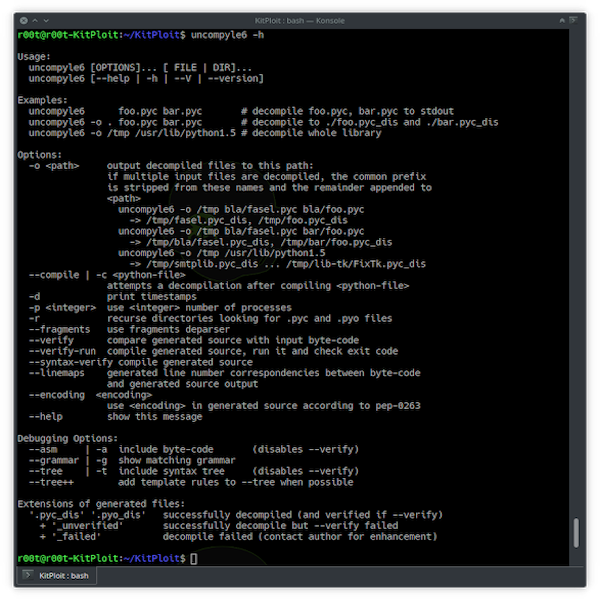 KitPloit : bash — Konsole
r00t@r00t-KitPloit:~/KitPloit$ uncompyle6 -h

Usage:
  uncompyle6 [OPTIONS]... [ FILE | DIR]...
  uncompyle6 [--help | -h | --V | --version]

Examples:
  uncompyle6      foo.pyc bar.pyc       # decompile foo.pyc, bar.pyc to stdout
  uncompyle6 -o . foo.pyc bar.pyc       # decompile to ./foo.pyc_dis and ./bar.pyc_dis
  uncompyle6 -o /tmp /usr/lib/python1.5 # decompile whole library

Options:
  -o <path>     output decompiled files to this path:
                if multiple input files are decompiled, the common prefix
                is stripped from these names and the remainder appended to
                <path>
                  uncompyle6 -o /tmp bla/fasel.pyc bla/foo.pyc
                    -> /tmp/fasel.pyc_dis, /tmp/foo.pyc_dis
                  uncompyle6 -o /tmp bla/fasel.pyc bar/foo.pyc
                    -> /tmp/bla/fasel.pyc_dis, /tmp/bar/foo.pyc_dis
                  uncompyle6 -o /tmp /usr/lib/python1.5
                    -> /tmp/smtplib.pyc_dis ... /tmp/lib-tk/FixTk.pyc_dis
  --compile | -c <python-file>
                attempts a decompilation after compiling <python-file>
  -d            print timestamps
  -p <integer>  use <integer> number of processes
  -r            recurse directories looking for .pyc and .pyo files
  --fragments   use fragments deparser
  --verify      compare generated source with input byte-code
  --verify-run  compile generated source, run it and check exit code
  --syntax-verify compile generated source
  --linemaps    generated line number correspondencies between byte-code
                and generated source output
  --encoding  <encoding>
                use <encoding> in generated source according to pep-0263
  --help        show this message

Debugging Options:
  --asm     | -a  include byte-code       (disables --verify)
  --grammar | -g  show matching grammar
  --tree    | -t  include syntax tree     (disables --verify)
  --tree++        add template rules to --tree when possible

Extensions of generated files:
  '.pyc_dis' '.pyo_dis'   successfully decompiled (and verified if --verify)
    + '_unverified'       successfully decompile but --verify failed
    + '_failed'           decompile failed (contact author for enhancement)

r00t@r00t-KitPloit:~/KitPloit$
KitPloit : bash